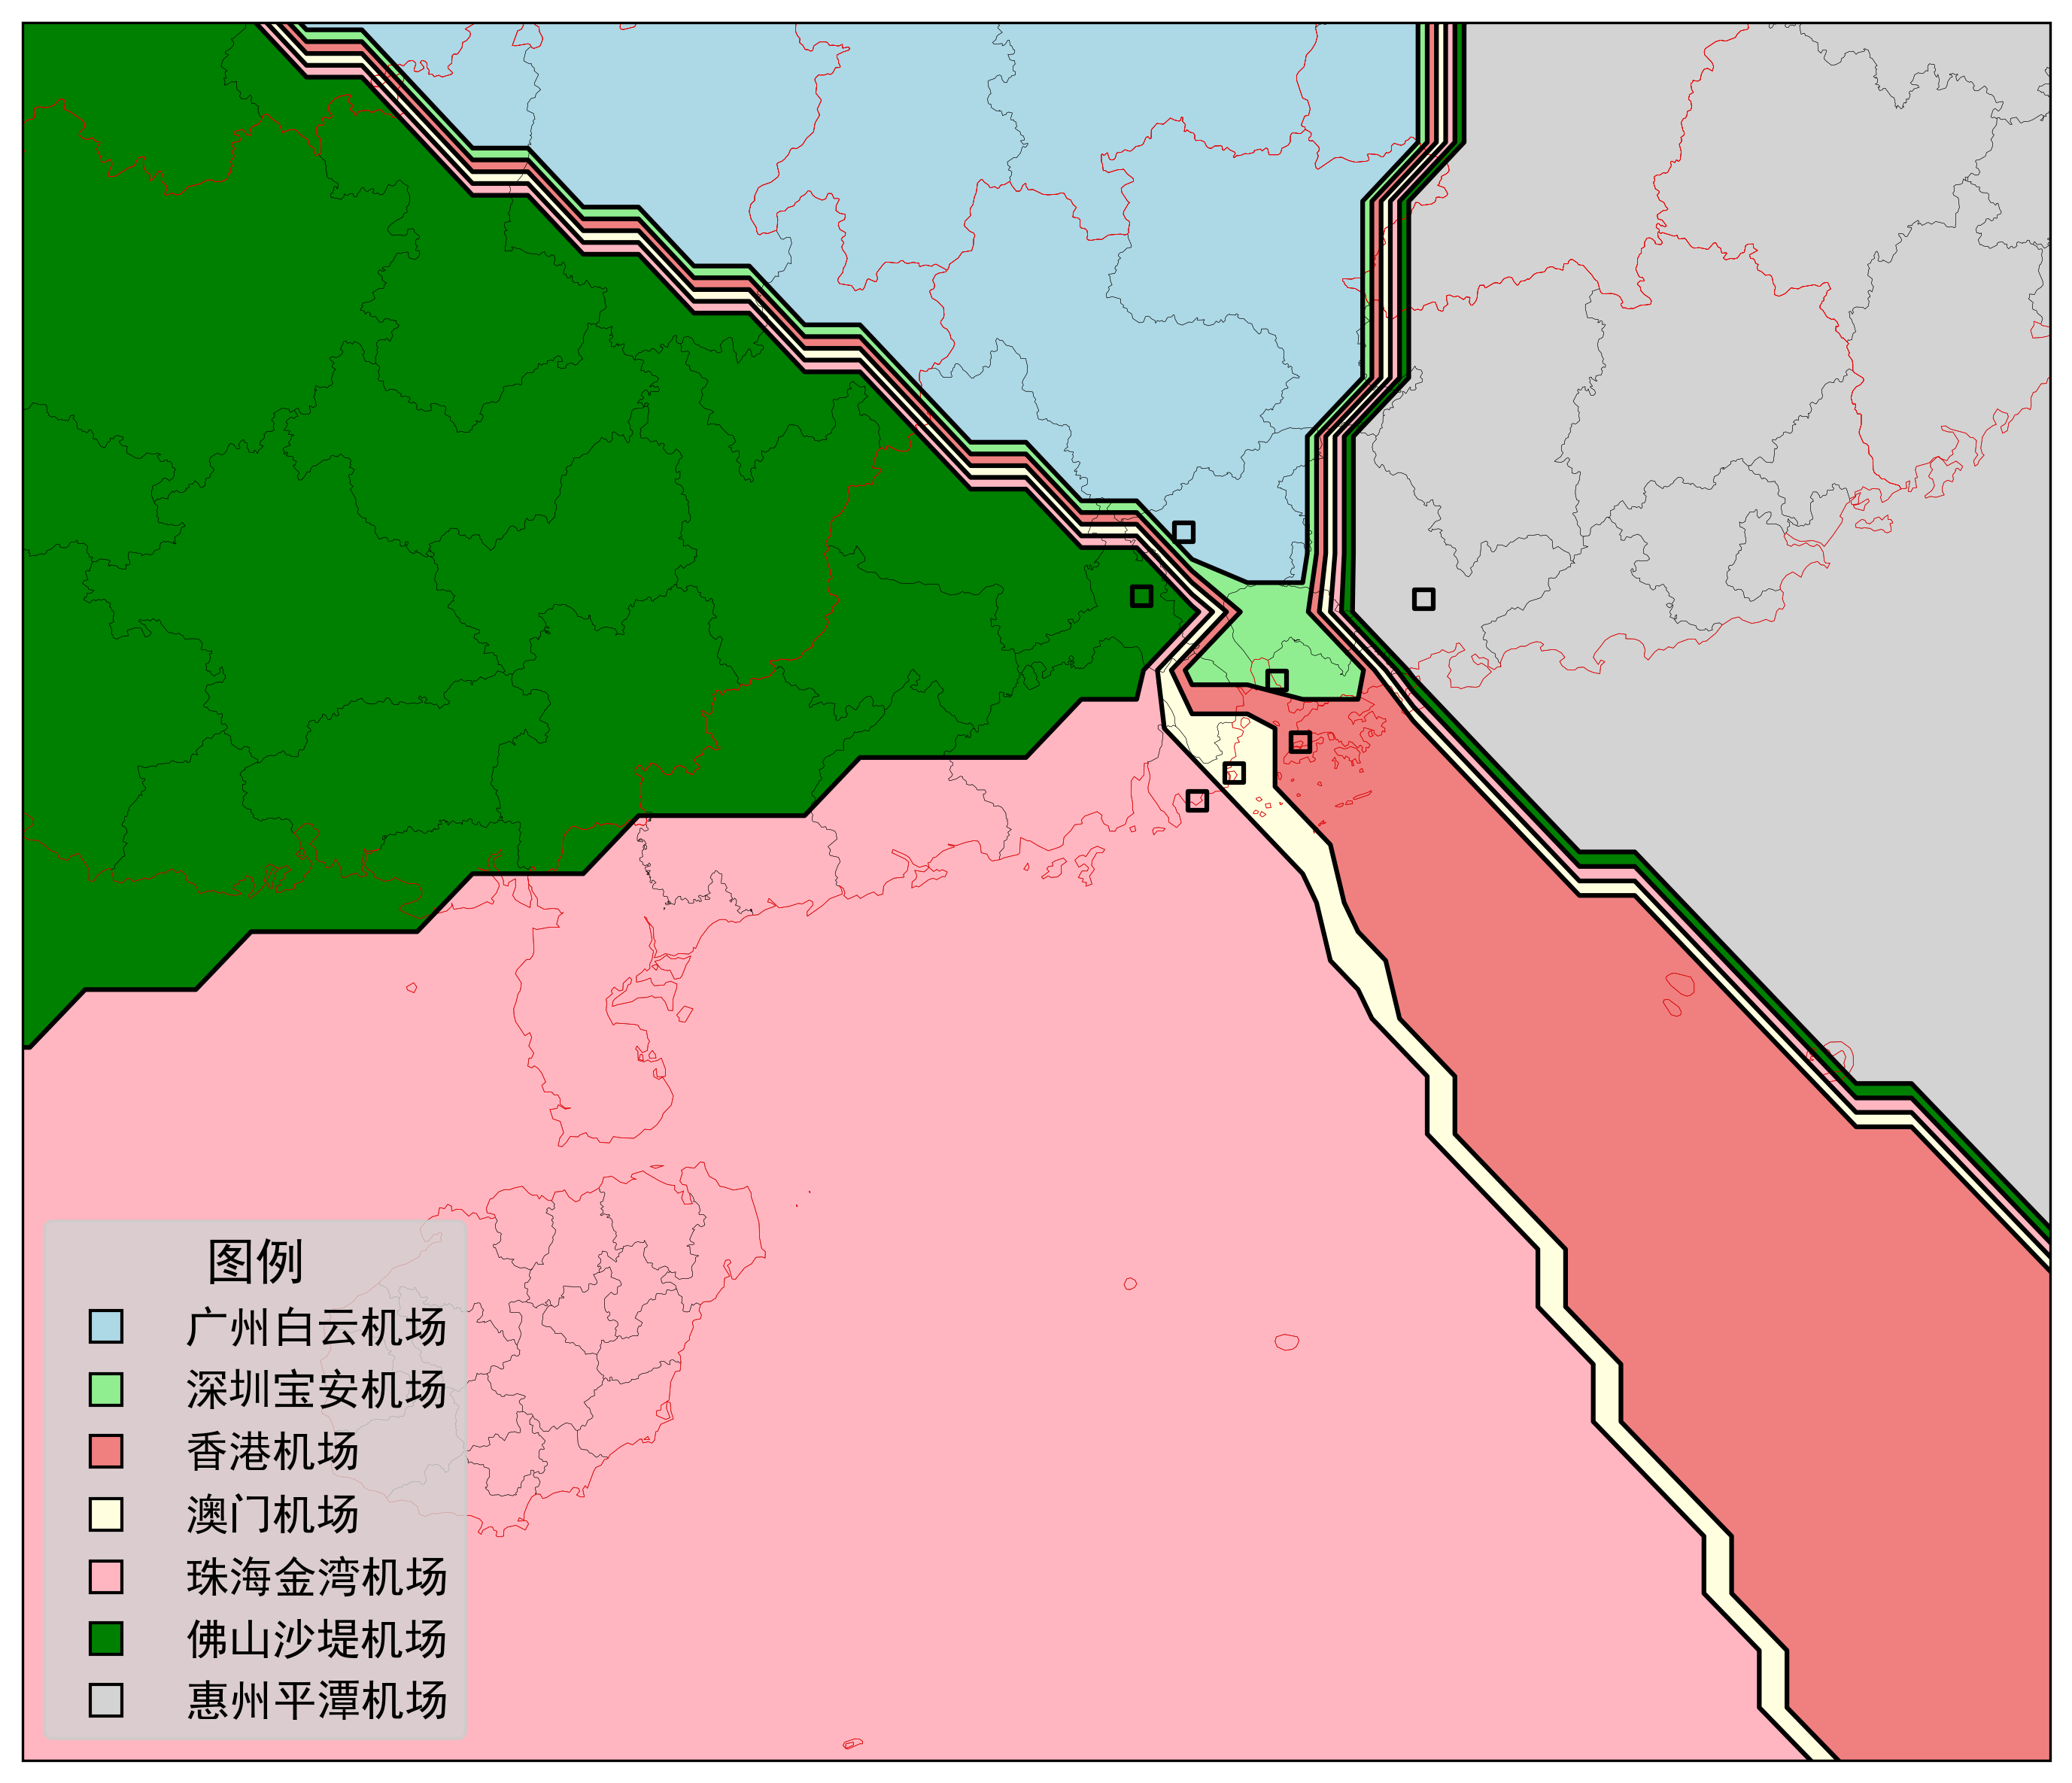 图例
广州白云机场
深圳宝安机场
香港机场
澳门机场
珠海金湾机场
佛山沙堤机场
惠州平潭机场